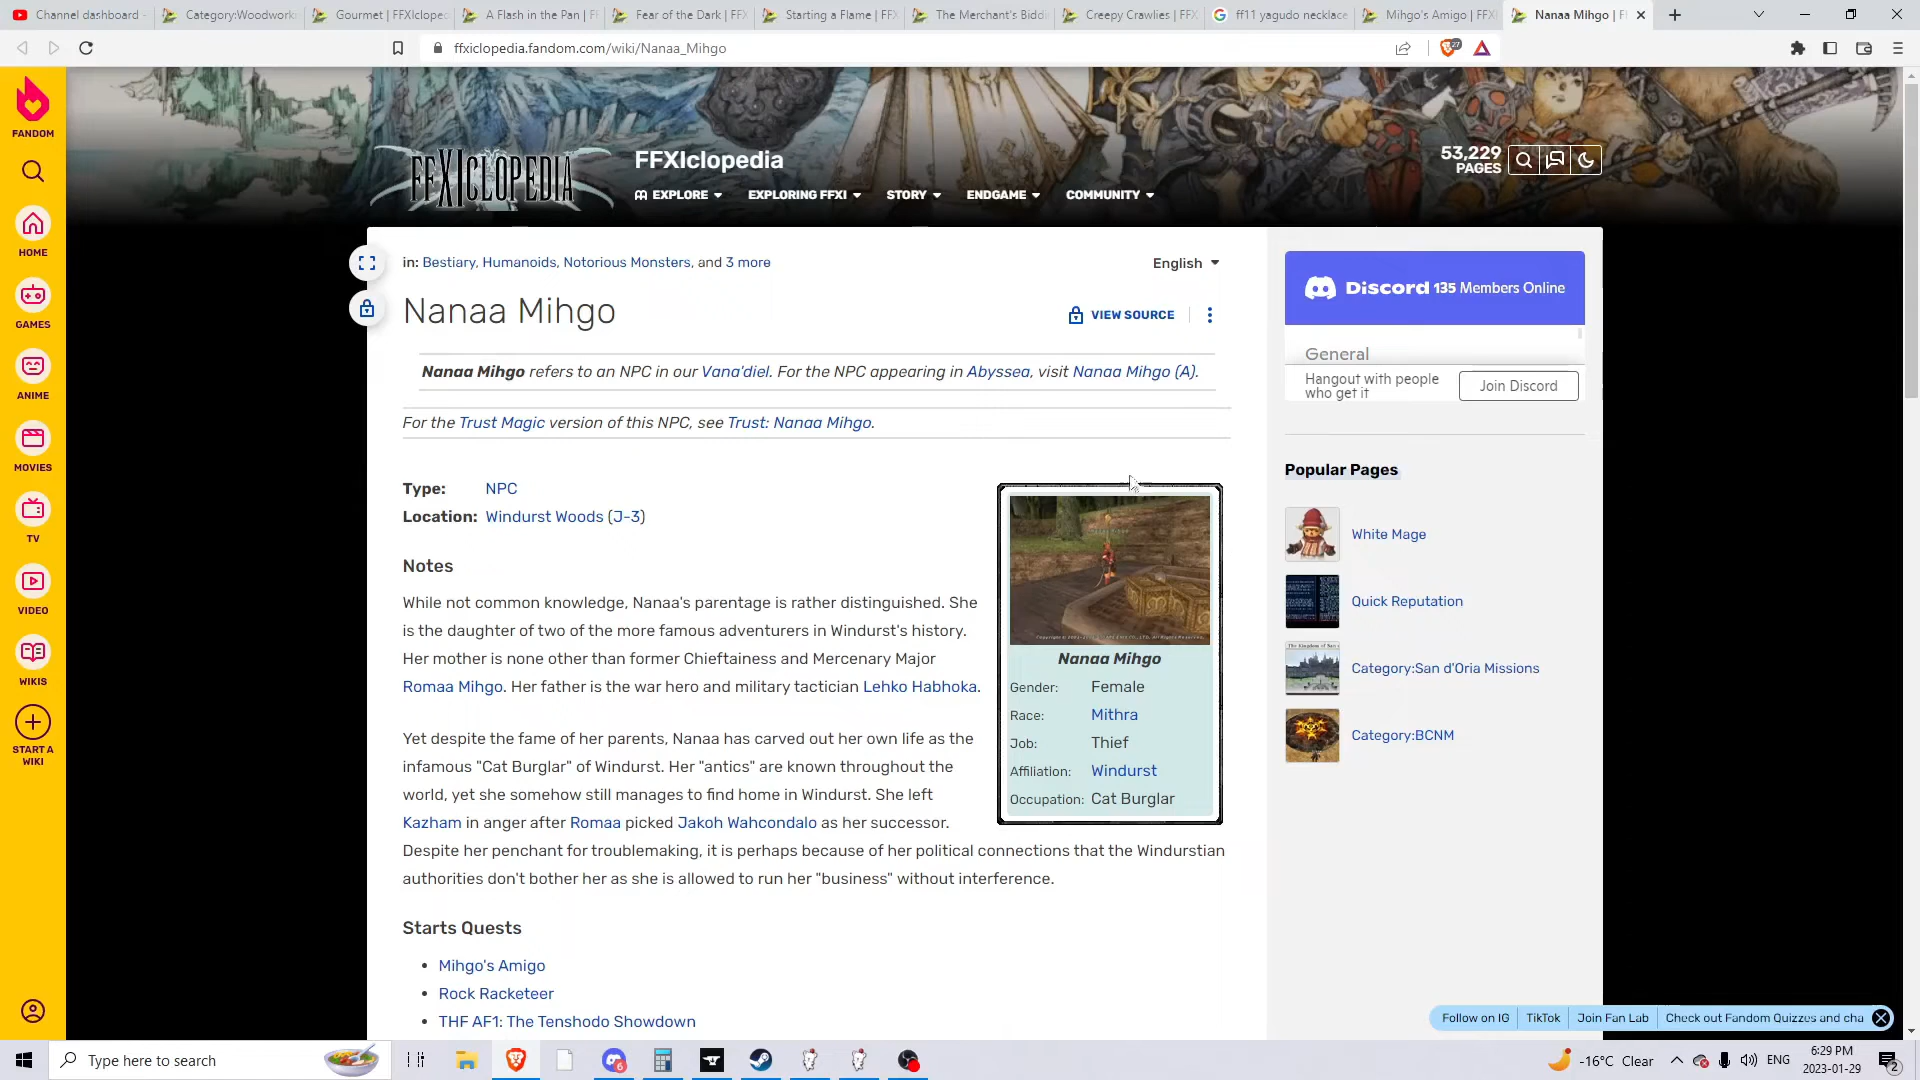 Channel dashboard -
Category:Woodwork
Gourmet | FFXIclope
A Flash in the Pan | F
Fear of the Dark | FFX
Starting a Flame | FFX
The Merchant's Biddi
Creepy Crawlies | FFX
ff11 yagudo necklace
Mihgo's Amigo | FFX
Nanaa Mihgo | F
ffxiclopedia.fandom.com/wiki/Nanaa_Mihgo
27
FANDOM
HOME
GAMES
ANIME
MOVIES
TV
VIDEO
WIKIS
START A
WIKI
FFXICLOPEDIA
FFXIclopedia
EXPLORE
EXPLORING FFXI
STORY
ENDGAME
COMMUNITY
53,229
PAGES
in: Bestiary, Humanoids, Notorious Monsters, and 3 more
English
Nanaa Mihgo
VIEW SOURCE
Nanaa Mihgo refers to an NPC in our Vana'diel. For the NPC appearing in Abyssea, visit Nanaa Mihgo (A).
For the Trust Magic version of this NPC, see Trust: Nanaa Mihgo.
Type: NPC
Location: Windurst Woods (J-3)
Notes
While not common knowledge, Nanaa's parentage is rather distinguished. She
is the daughter of two of the more famous adventurers in Windurst's history.
Her mother is none other than former Chieftainess and Mercenary Major
Romaa Mihgo. Her father is the war hero and military tactician Lehko Habhoka.
Yet despite the fame of her parents, Nanaa has carved out her own life as the
infamous "Cat Burglar" of Windurst. Her "antics" are known throughout the
world, yet she somehow still manages to find home in Windurst. She left
Kazham in anger after Romaa picked Jakoh Wahcondalo as her successor.
Despite her penchant for troublemaking, it is perhaps because of her political connections that the Windurstian
authorities don't bother her as she is allowed to run her "business" without interference.
Nanaa Mihgo
Gender: Female
Race: Mithra
Job: Thief
Affiliation: Windurst
Occupation: Cat Burglar
Starts Quests
• Mihgo's Amigo
• Rock Racketeer
• THF AF1: The Tenshodo Showdown
Discord 135 Members Online
General
Hangout with people
who get it
Join Discord
Popular Pages
White Mage
Quick Reputation
Category:San d'Oria Missions
Category:BCNM
Follow on IG
TikTok
Join Fan Lab
Check out Fandom Quizzes and cha
Type here to search
6
-16°C Clear
ENG
6:29 PM
2023-01-29
2